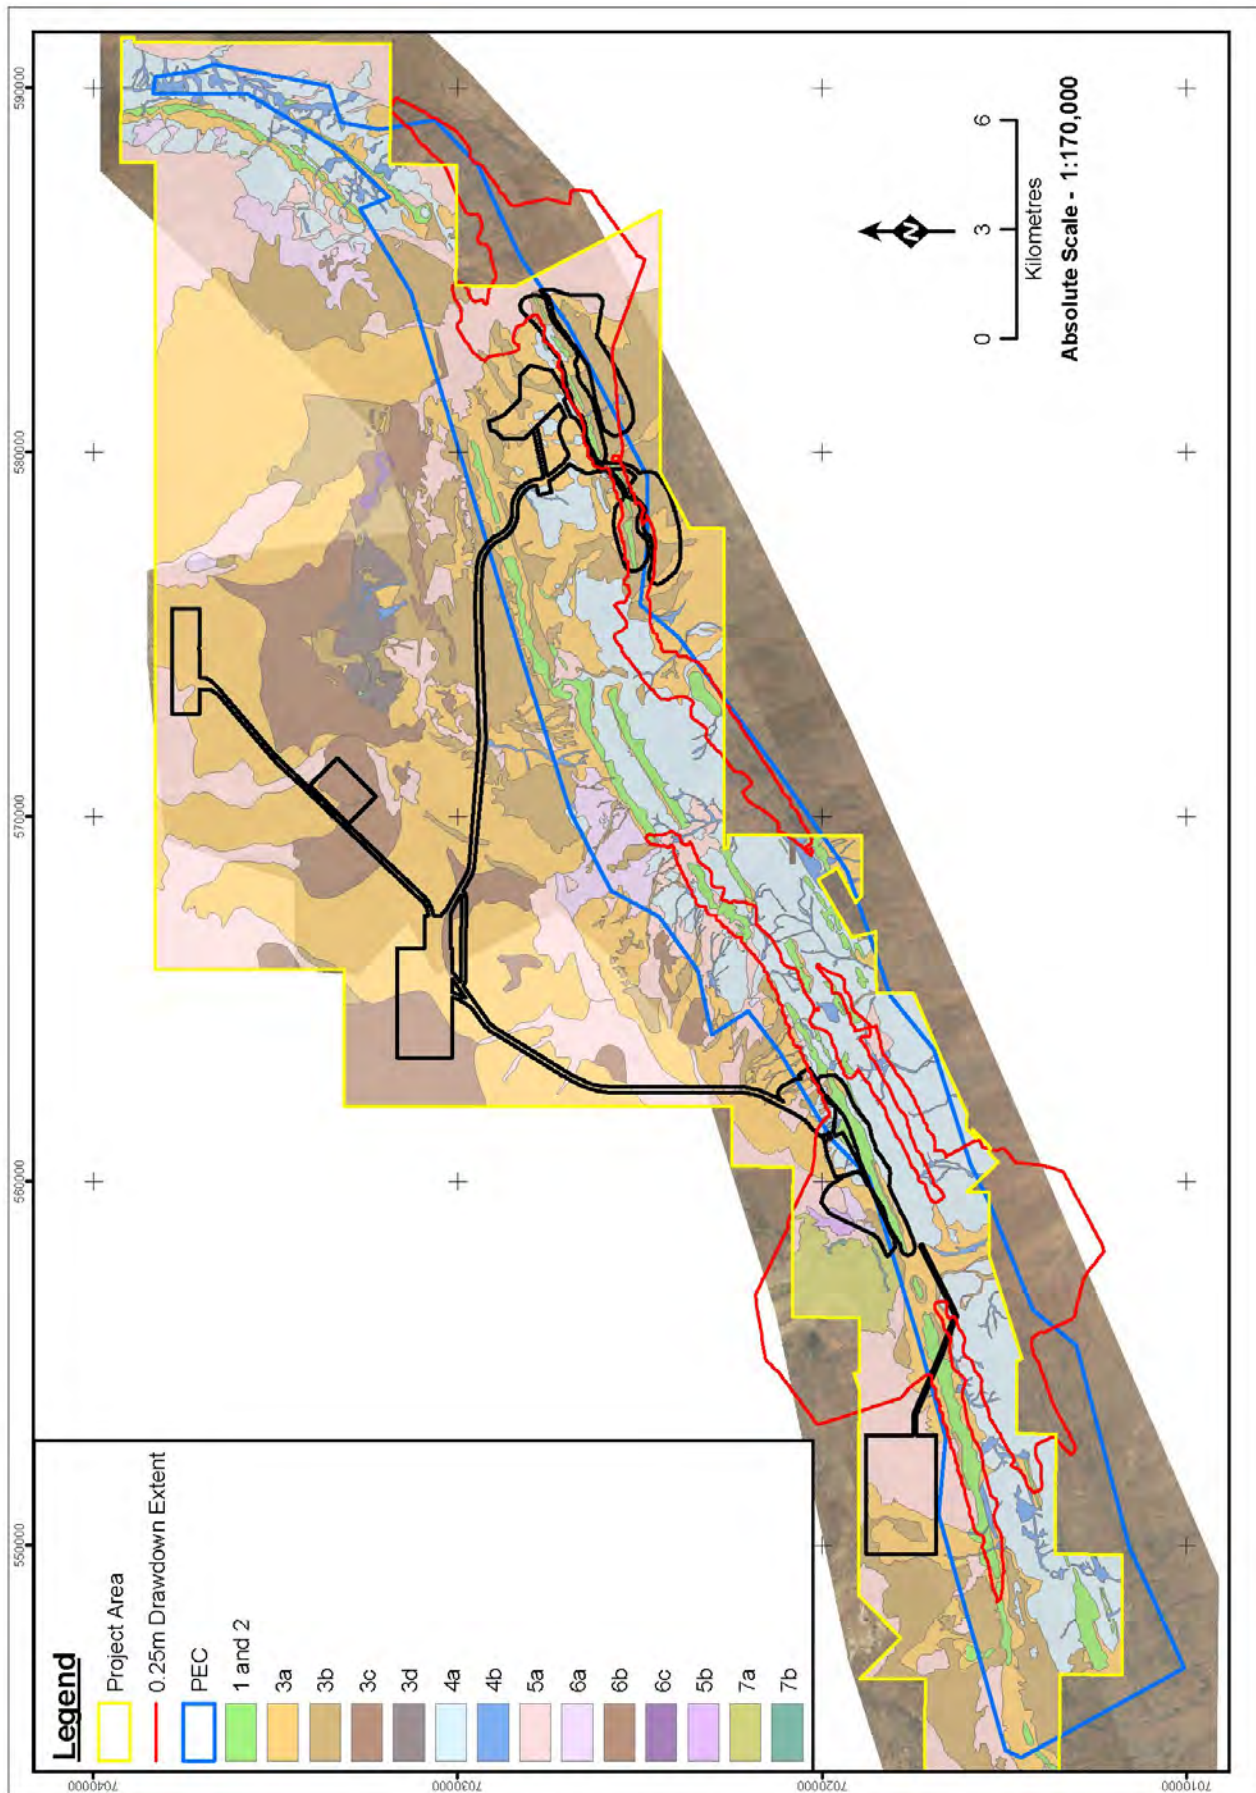 Legend
Project Area
0.25m Drawdown Extent
PEC
1 and 2
3a
3b
3c
3d
4a
4b
5a
6a
6b
6c
5b
7a
7b
550000
560000
570000
580000
590000
7040000
7030000
7020000
7010000
N
0 3 6
Kilometres
Absolute Scale - 1:170,000